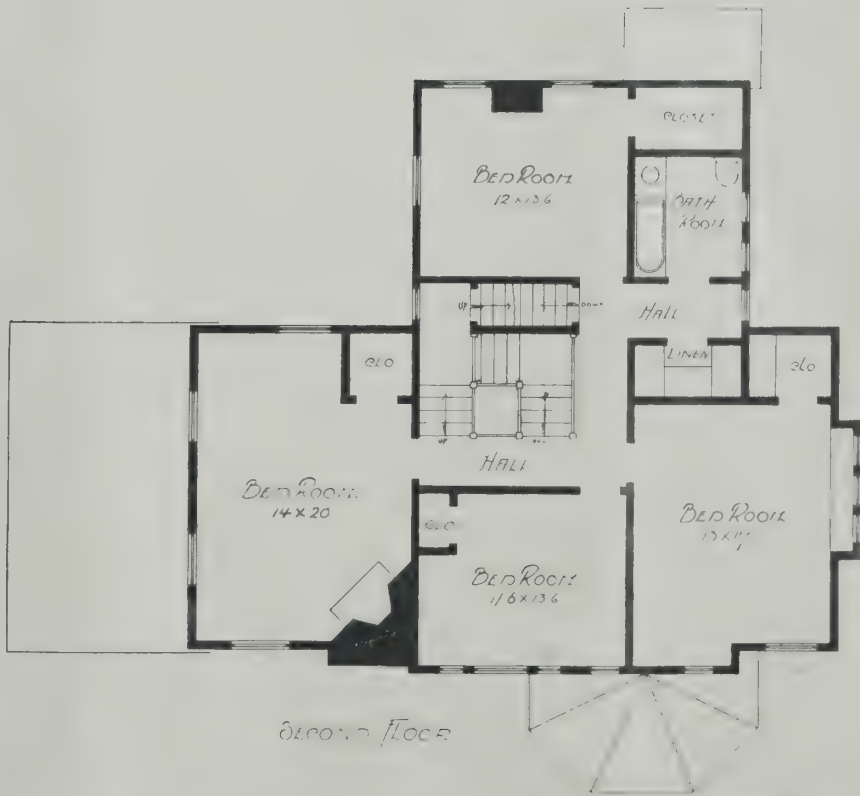 CLOSET
BED ROOM
12 x 13 6
BATH
ROOM
UP
DOWN
HALL
LINEN
CLO
CLO
UP
HALL
BED ROOM
14 x 20
CLO
BED ROOM
BED ROOM
11 6 x 13 6
SECOND FLOOR